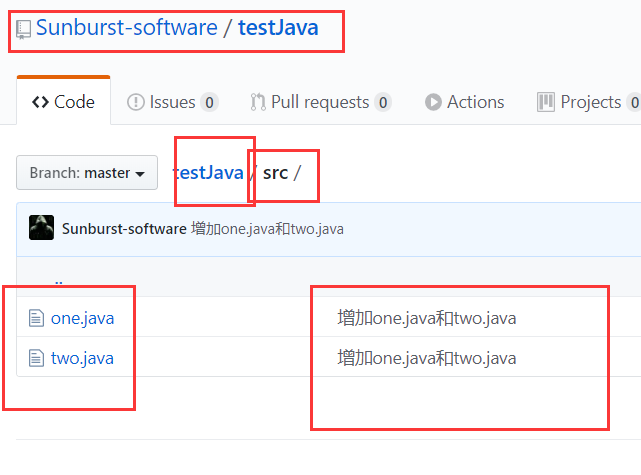 Sunburst-software / testJava
Code Issues 0 Pull requests 0 Actions Projects 0
Branch: master testJava / src /
Sunburst-software 增加one.java和two.java
..
one.java 增加one.java和two.java
two.java 增加one.java和two.java